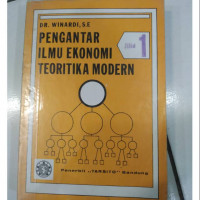 DR. WINARDI, S.E
PENGANTAR
ILMU EKONOMI
TEORITIKA MODERN
1
Penerbit „TARSITO" Bandung